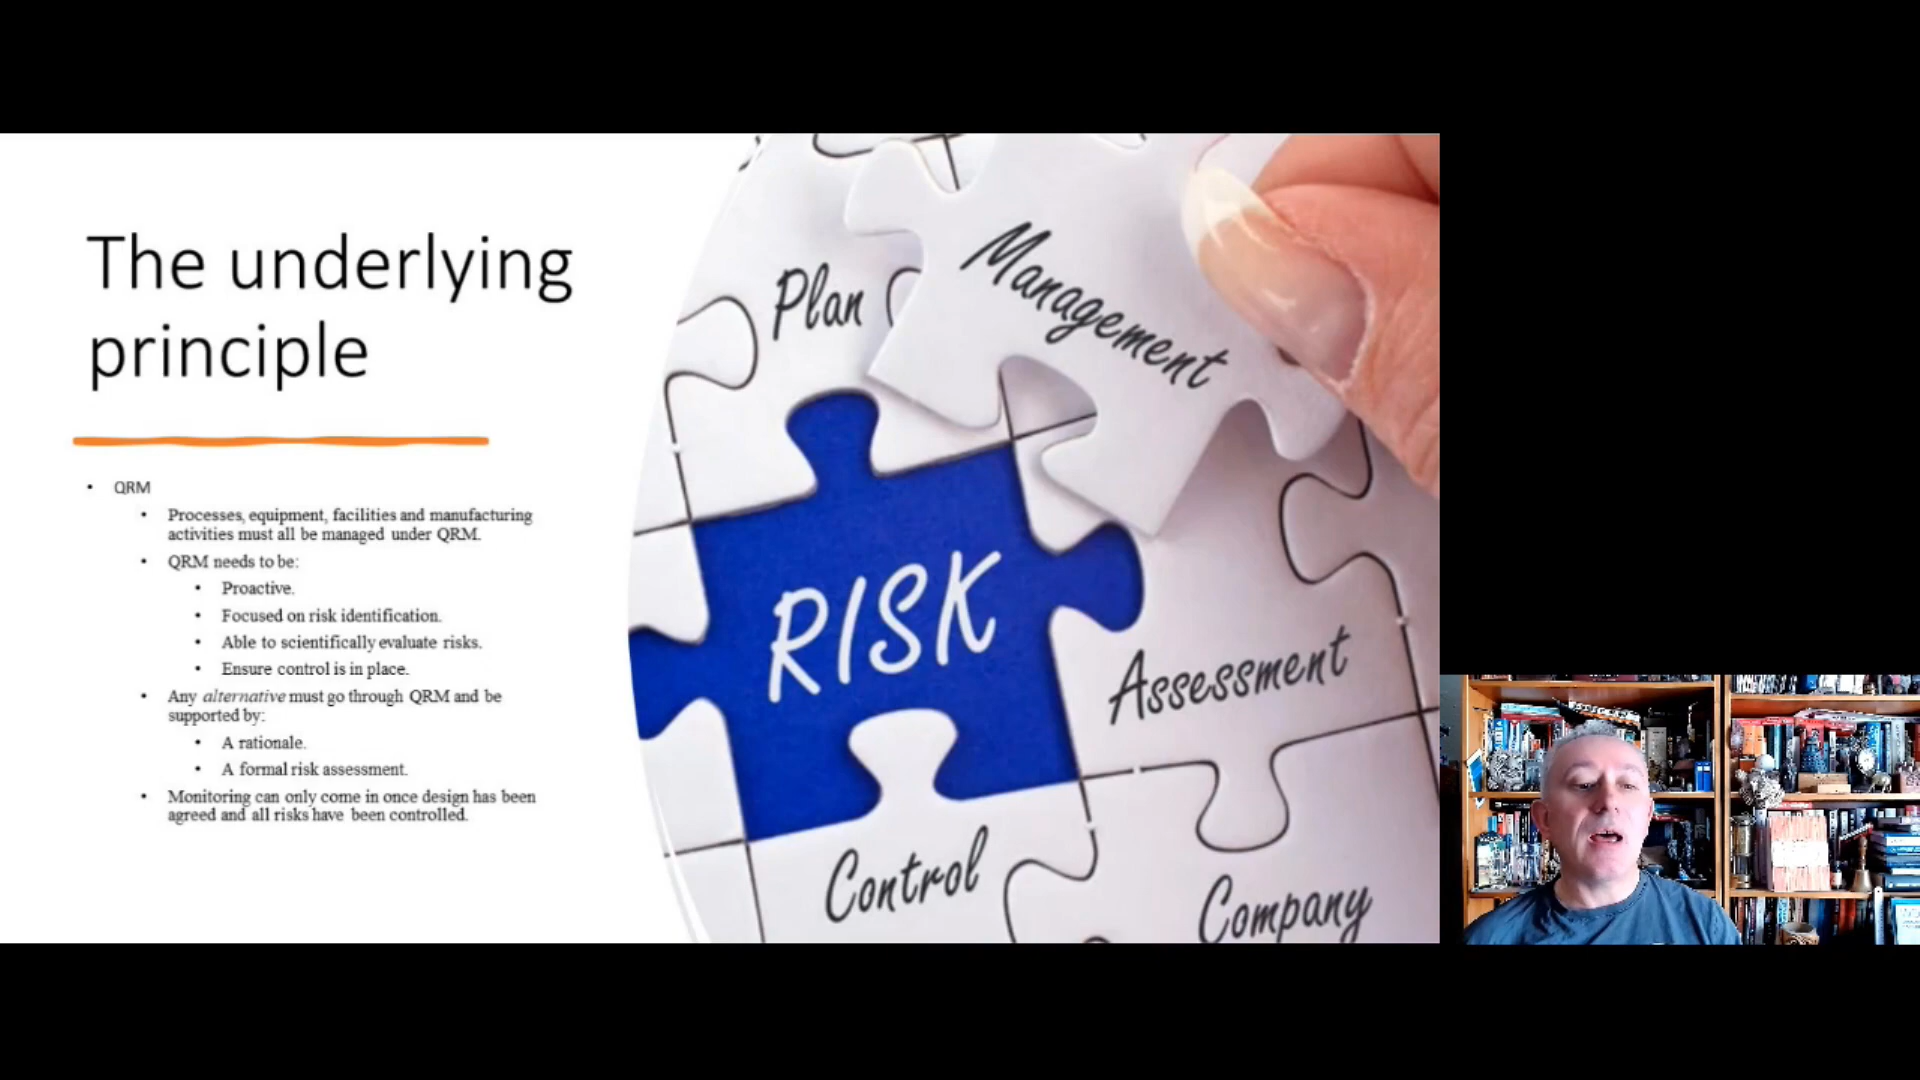 The underlying
principle
• QRM
• Processes, equipment, facilities and manufacturing
activities must all be managed under QRM.
• QRM needs to be:
• Proactive.
• Focused on risk identification.
• Able to scientifically evaluate risks.
• Ensure control is in place.
• Any alternative must go through QRM and be
supported by:
• A rationale.
• A formal risk assessment.
• Monitoring can only come in once design has been
agreed and all risks have been controlled.
Plan
Management
RISK
Assessment
Control
Company